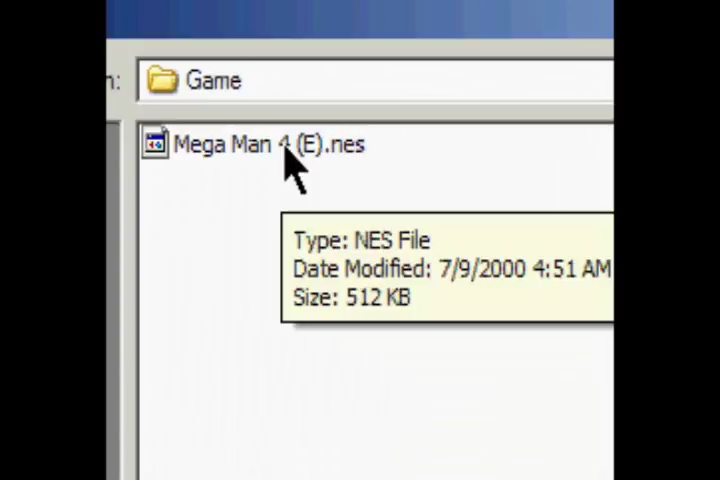 n:
Game
Mega Man 4 (E).nes
Type: NES File
Date Modified: 7/9/2000 4:51 AM
Size: 512 KB